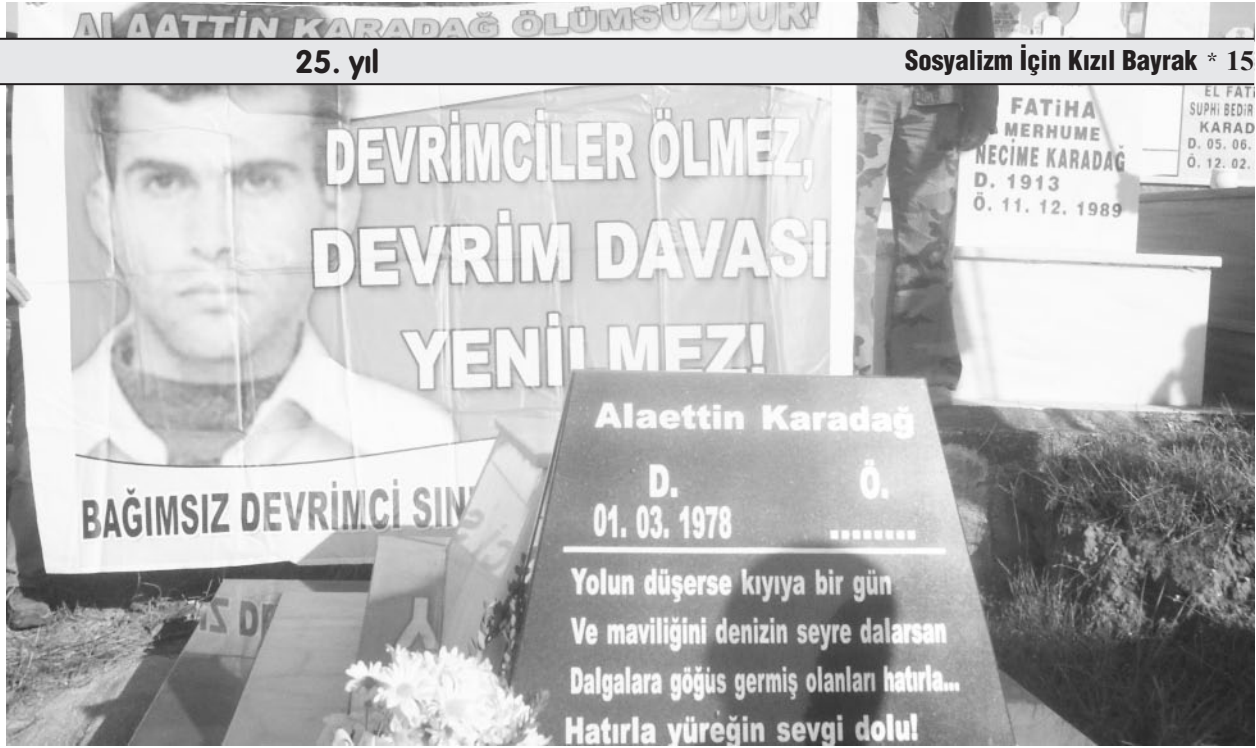 ALAATTİN KARADAĞ ÖLÜMSÜZDÜR!
25. yıl
Sosyalizm İçin Kızıl Bayrak * 15
DEVRİMCİLER ÖLMEZ,
DEVRİM DAVASI
YENİLMEZ!
BAĞIMSIZ DEVRİMCİ SIN
FATiHA
MERHUME
NECİME KARADAĞ
D. 1913
Ö. 11. 12. 1989
EL FATi
SUPHi BEDiR
KARAD
D. 05. 06.
Ö. 12. 02.
Alaettin Karadağ
D. Ö.
01. 03. 1978 .........
Yolun düşerse kıyıya bir gün
Ve maviliğini denizin seyre dalarsan
Dalgalara göğüs germiş olanları hatırla...
Hatırla yüreğin sevgi dolu!